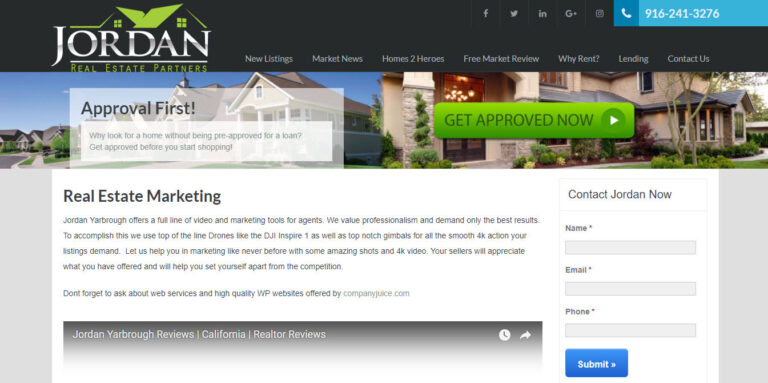 916-241-3276
JORDAN
REAL ESTATE PARTNERS
New Listings
Market News
Homes 2 Heroes
Free Market Review
Why Rent?
Lending
Contact Us
Approval First!
Why look for a home without being pre-approved for a loan?
Get approved before you start shopping!
GET APPROVED NOW
Real Estate Marketing
Jordan Yarbrough offers a full line of video and marketing tools for agents. We value professionalism and demand only the best results.
To accomplish this we use top of the line Drones like the DJI Inspire 1 as well as top notch gimbals for all the smooth 4k action your
listings demand.  Let us help you in marketing like never before with some amazing shots and 4k video. Your sellers will appreciate
what you have offered and will help you set yourself apart from the competition.
Dont forget to ask about web services and high quality WP websites offered by companyjuice.com
Jordan Yarbrough Reviews | California | Realtor Reviews
Contact Jordan Now
Name *
Email *
Phone *
Submit »